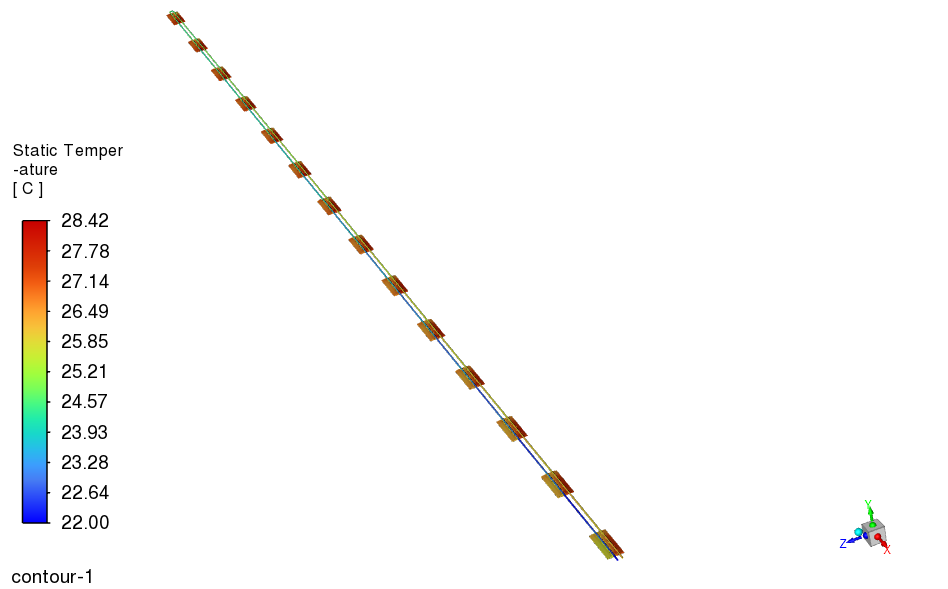 Static Temper
-ature
[ C ]
28.42
27.78
27.14
26.49
25.85
25.21
24.57
23.93
23.28
22.64
22.00
contour-1
Y
Z
X